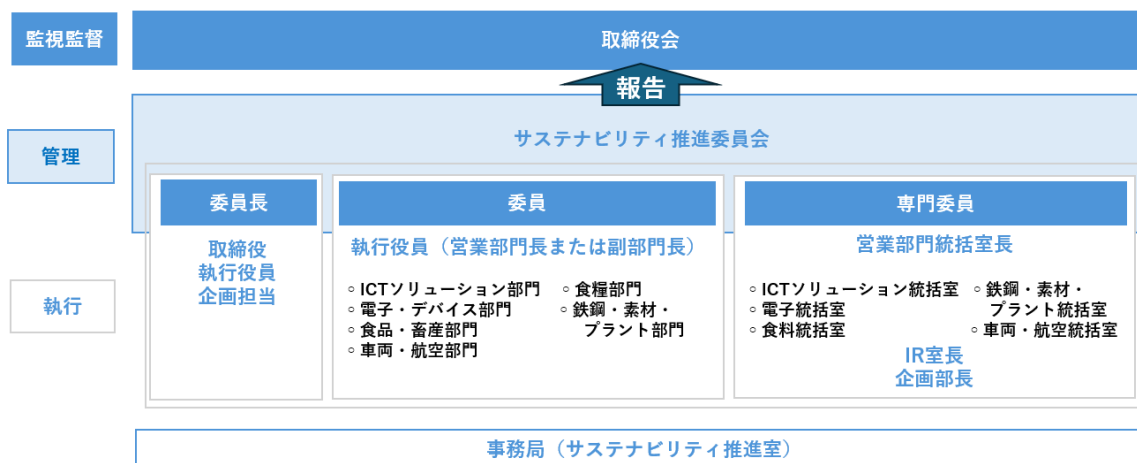 監視監督
取締役会
報告
管理
サステナビリティ推進委員会
執行
委員長
取締役
執行役員
企画担当
委員
執行役員（営業部門長または副部門長）
○ ICTソリューション部門
○ 電子・デバイス部門
○ 食品・畜産部門
○ 車両・航空部門
○ 食糧部門
○ 鉄鋼・素材・
プラント部門
専門委員
営業部門統括室長
○ ICTソリューション統括室
○ 電子統括室
○ 食料統括室
○ 鉄鋼・素材・
プラント統括室
○ 車両・航空統括室
IR室長
企画部長
事務局（サステナビリティ推進室）